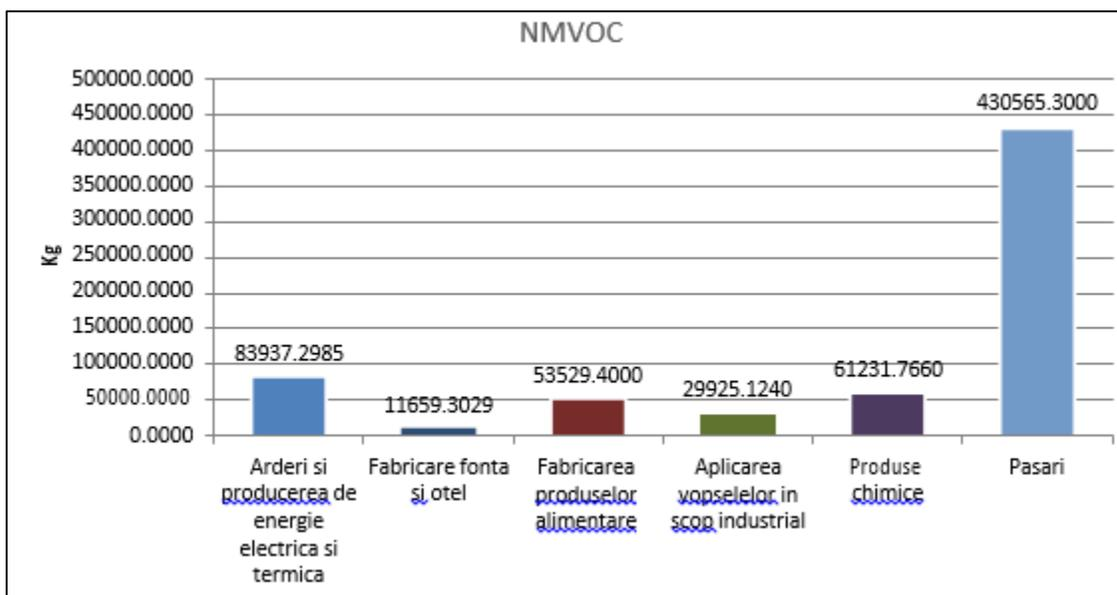 NMVOC
500000.0000
450000.0000
400000.0000
350000.0000
300000.0000
250000.0000
200000.0000
150000.0000
100000.0000
50000.0000
0.0000
Kg
83937.2985
11659.3029
53529.4000
29925.1240
61231.7660
430565.3000
Arderi si
producerea de
energie
electrica si
termica
Fabricare fonta
si otel
Fabricarea
produselor
alimentare
Aplicarea
vopselelor in
scop industrial
Produse
chimice
Pasari